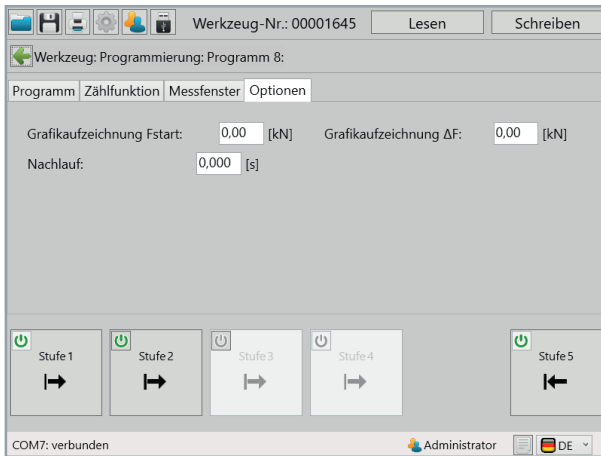 Werkzeug-Nr.: 00001645 Lesen Schreiben
Werkzeug: Programmierung: Programm 8:
Programm Zählfunktion Messfenster Optionen
Grafikaufzeichnung Fstart: 0,00 [kN] Grafikaufzeichnung ΔF: 0,00 [kN]
Nachlauf: 0,000 [s]
Stufe 1 Stufe 2 Stufe 3 Stufe 4 Stufe 5
COM7: verbunden Administrator DE